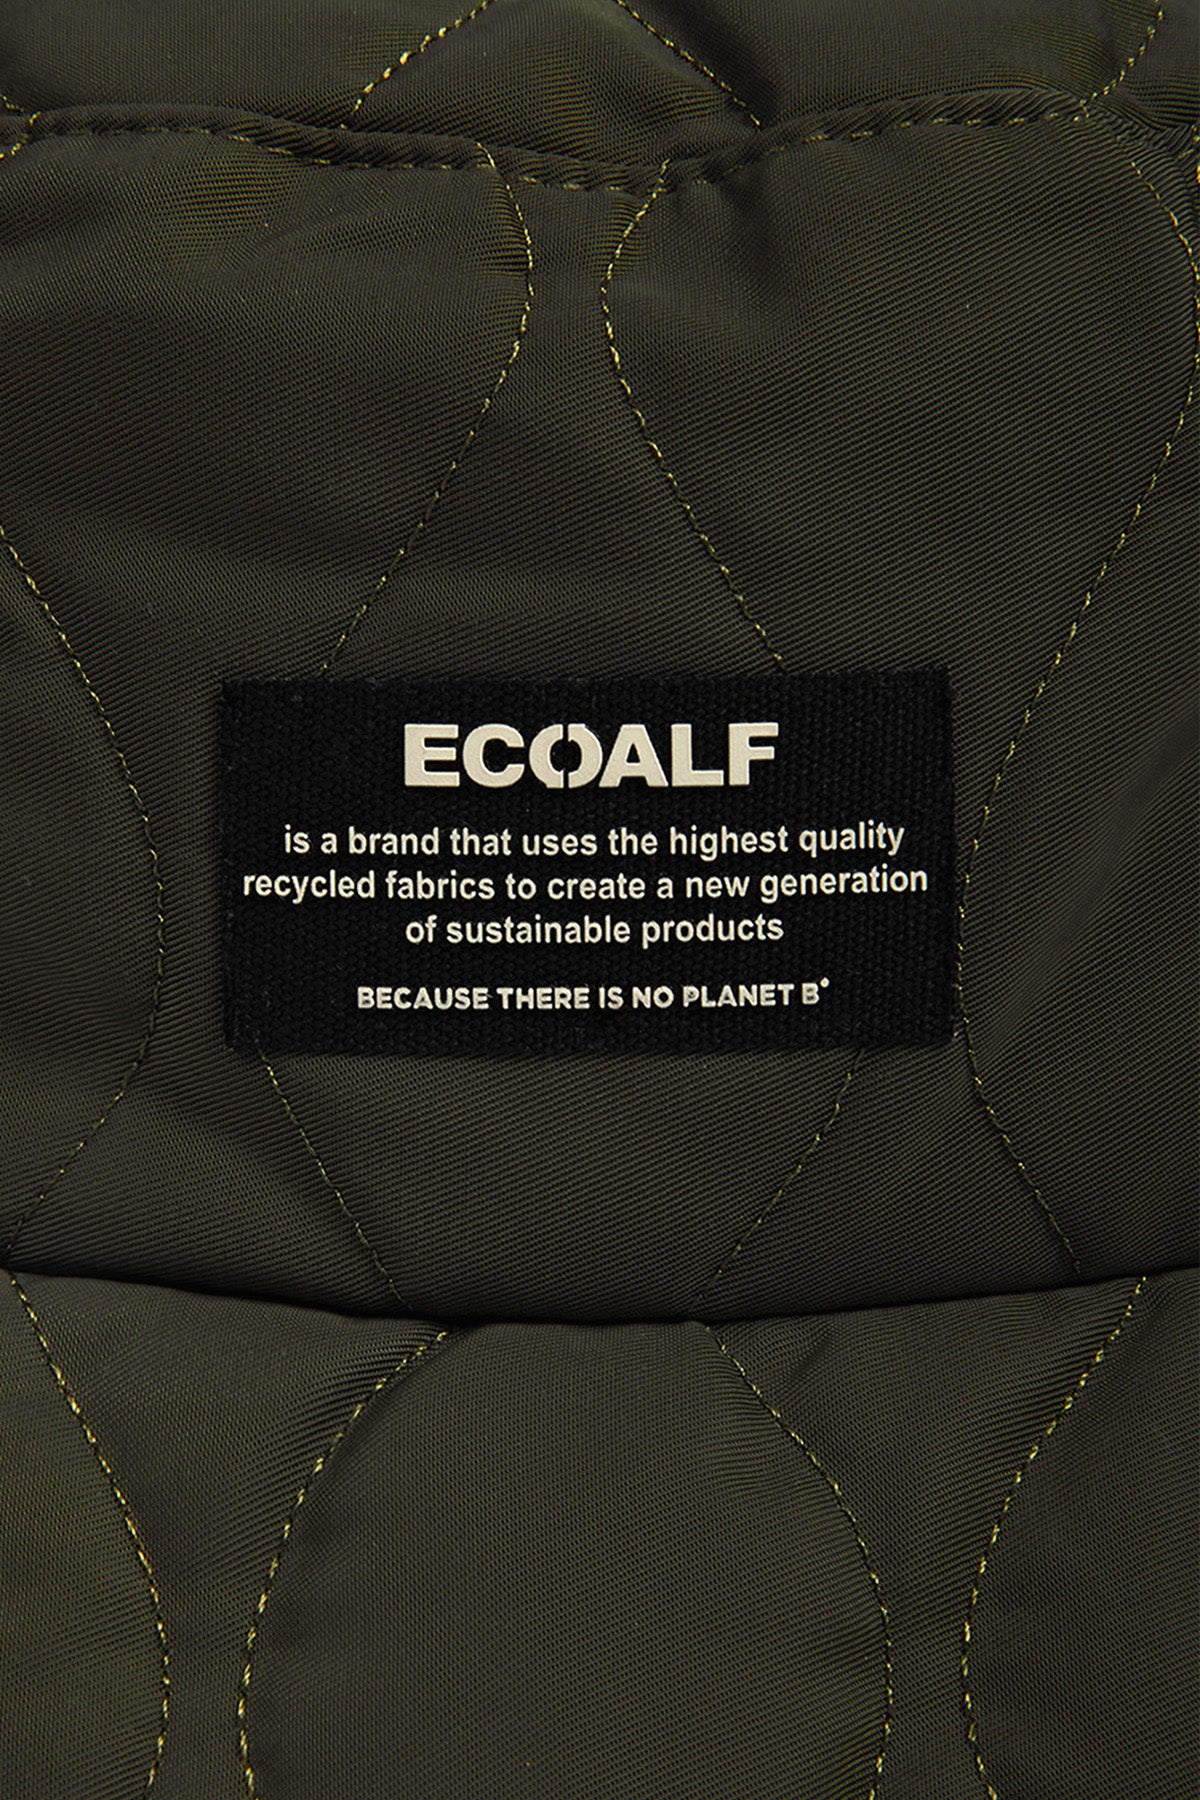 ECOALF
is a brand that uses the highest quality
recycled fabrics to create a new generation
of sustainable products
BECAUSE THERE IS NO PLANET B®